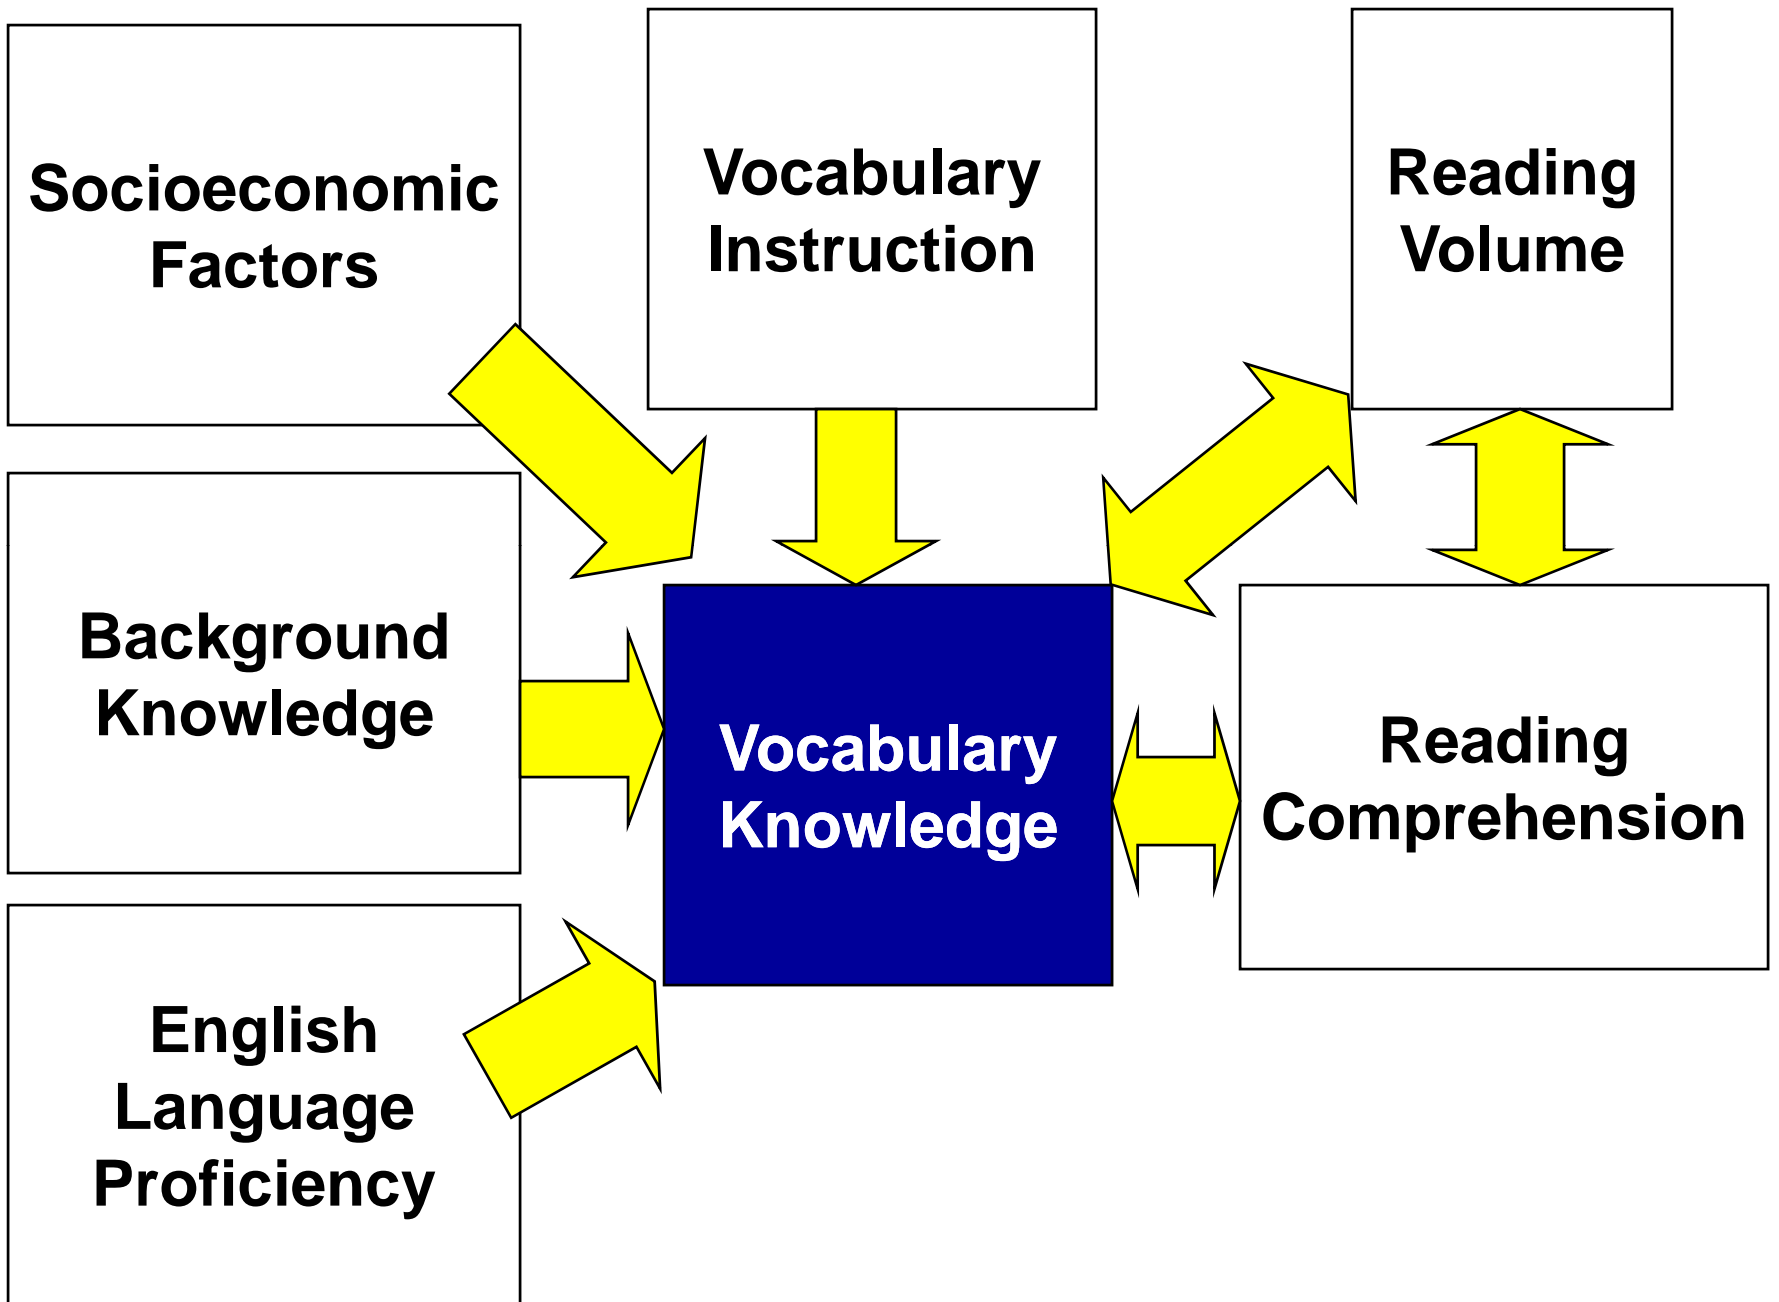 Socioeconomic
Factors
Vocabulary
Instruction
Reading
Volume
Background
Knowledge
Vocabulary
Knowledge
Reading
Comprehension
English
Language
Proficiency